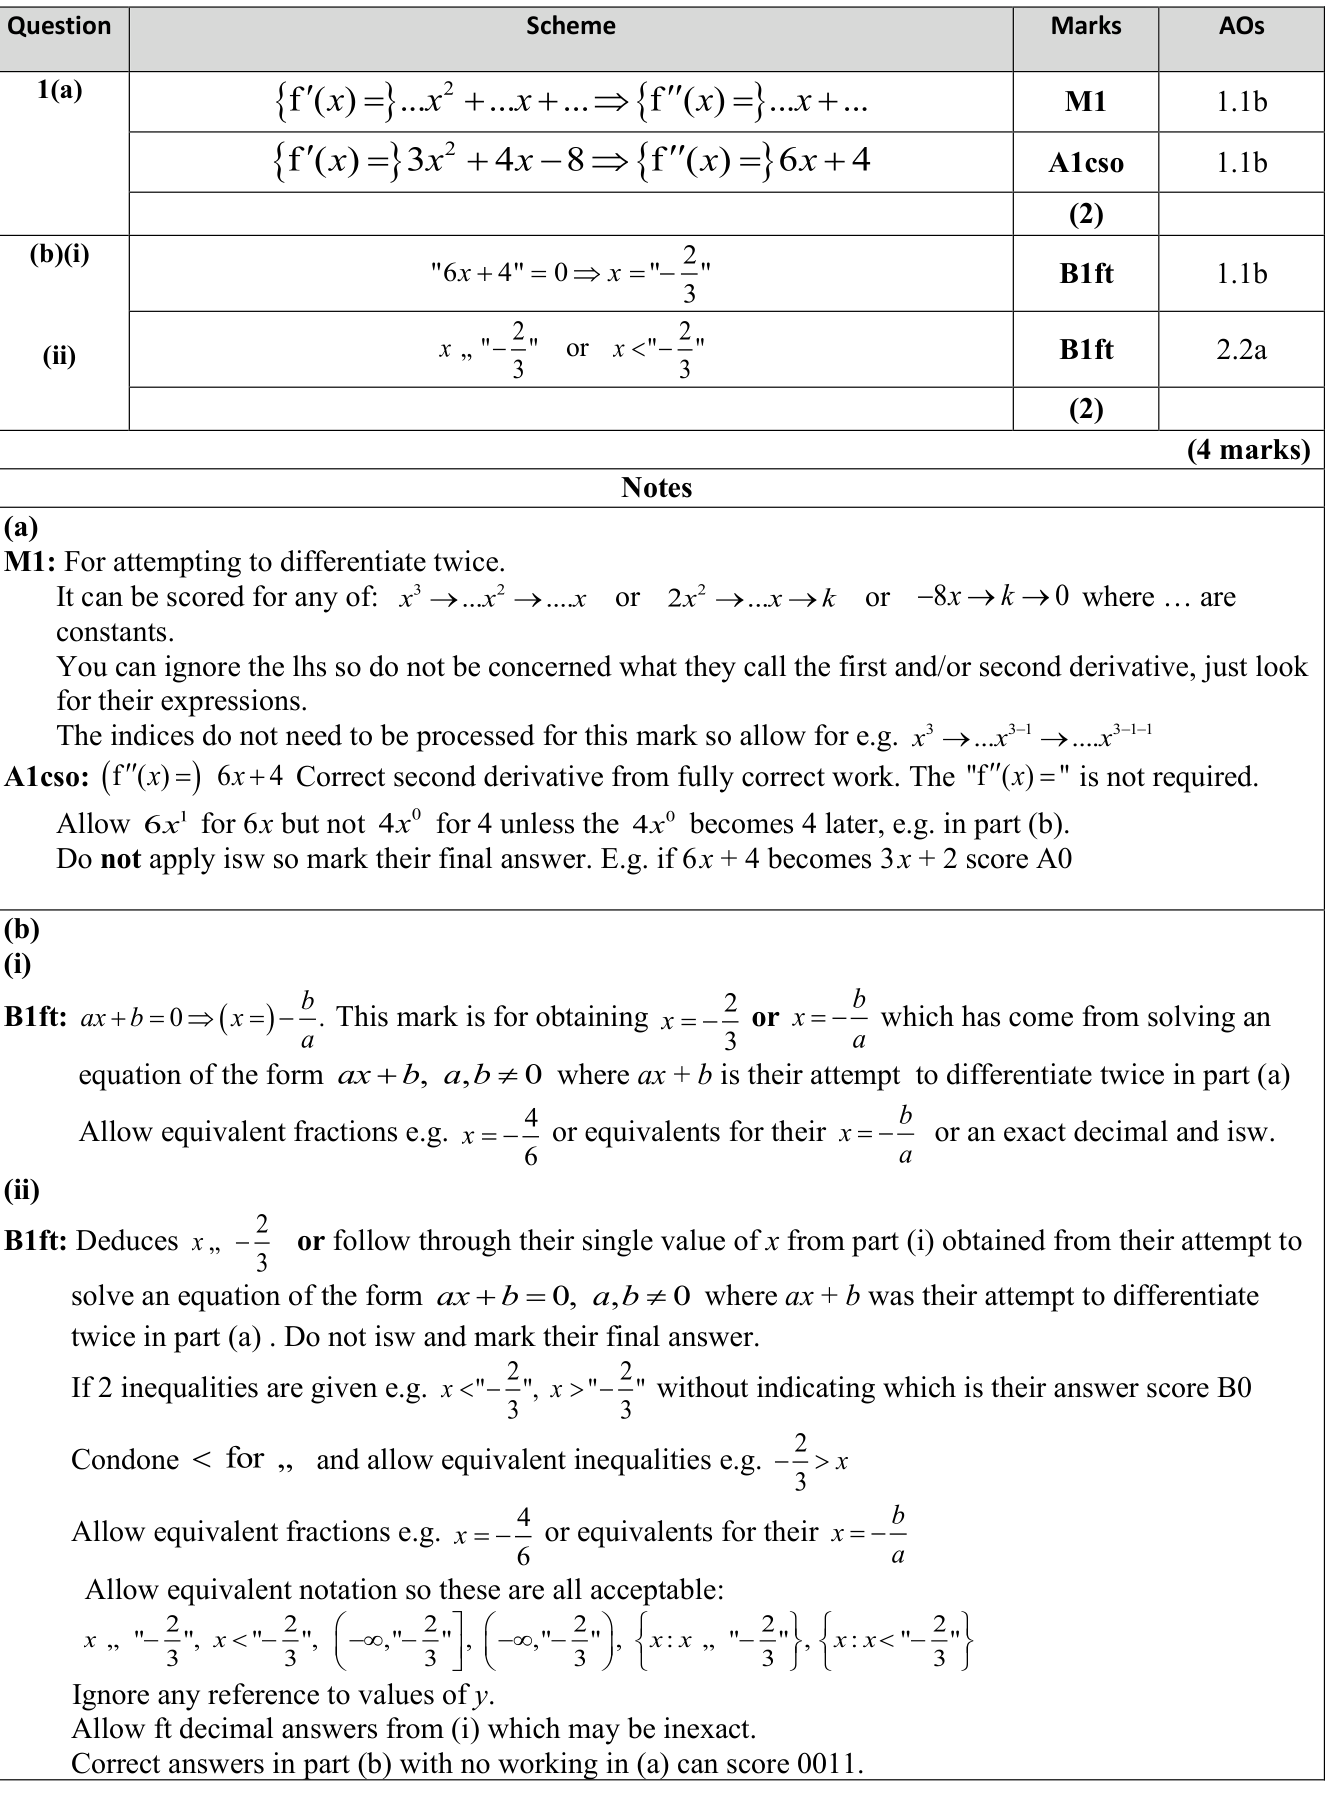 Question Scheme Marks AOs
1(a) {f′(x)=}...x² + ...x + ... ⇒ {f″(x)=}...x + ... M1 1.1b
{f′(x)=}3x² + 4x − 8 ⇒ {f″(x)=}6x + 4 A1cso 1.1b
(2)
(b)(i) "6x + 4" = 0 ⇒ x = "−2/3" B1ft 1.1b
(ii) x „ "−2/3" or x < "−2/3" B1ft 2.2a
(2)
(4 marks)
Notes
(a)
M1: For attempting to differentiate twice.
It can be scored for any of: x³ → ...x² → ....x or 2x² → ...x → k or −8x → k → 0 where … are
constants.
You can ignore the lhs so do not be concerned what they call the first and/or second derivative, just look
for their expressions.
The indices do not need to be processed for this mark so allow for e.g. x³ → ...x³⁻¹ → ....x³⁻¹⁻¹
A1cso: (f″(x)=) 6x + 4 Correct second derivative from fully correct work. The "f″(x) = " is not required.
Allow 6x¹ for 6x but not 4x⁰ for 4 unless the 4x⁰ becomes 4 later, e.g. in part (b).
Do not apply isw so mark their final answer. E.g. if 6x + 4 becomes 3x + 2 score A0
(b)
(i)
B1ft: ax + b = 0 ⇒ (x =) −b/a. This mark is for obtaining x = −2/3 or x = −b/a which has come from solving an
equation of the form ax + b, a, b ≠ 0 where ax + b is their attempt to differentiate twice in part (a)
Allow equivalent fractions e.g. x = −4/6 or equivalents for their x = −b/a or an exact decimal and isw.
(ii)
B1ft: Deduces x „ −2/3 or follow through their single value of x from part (i) obtained from their attempt to
solve an equation of the form ax + b = 0, a, b ≠ 0 where ax + b was their attempt to differentiate
twice in part (a) . Do not isw and mark their final answer.
If 2 inequalities are given e.g. x < "−2/3", x > "−2/3" without indicating which is their answer score B0
Condone < for „ and allow equivalent inequalities e.g. −2/3 > x
Allow equivalent fractions e.g. x = −4/6 or equivalents for their x = −b/a
Allow equivalent notation so these are all acceptable:
x „ "−2/3", x < "−2/3", (−∞, "−2/3"], (−∞, "−2/3"), {x : x „ "−2/3"}, {x : x < "−2/3"}
Ignore any reference to values of y.
Allow ft decimal answers from (i) which may be inexact.
Correct answers in part (b) with no working in (a) can score 0011.